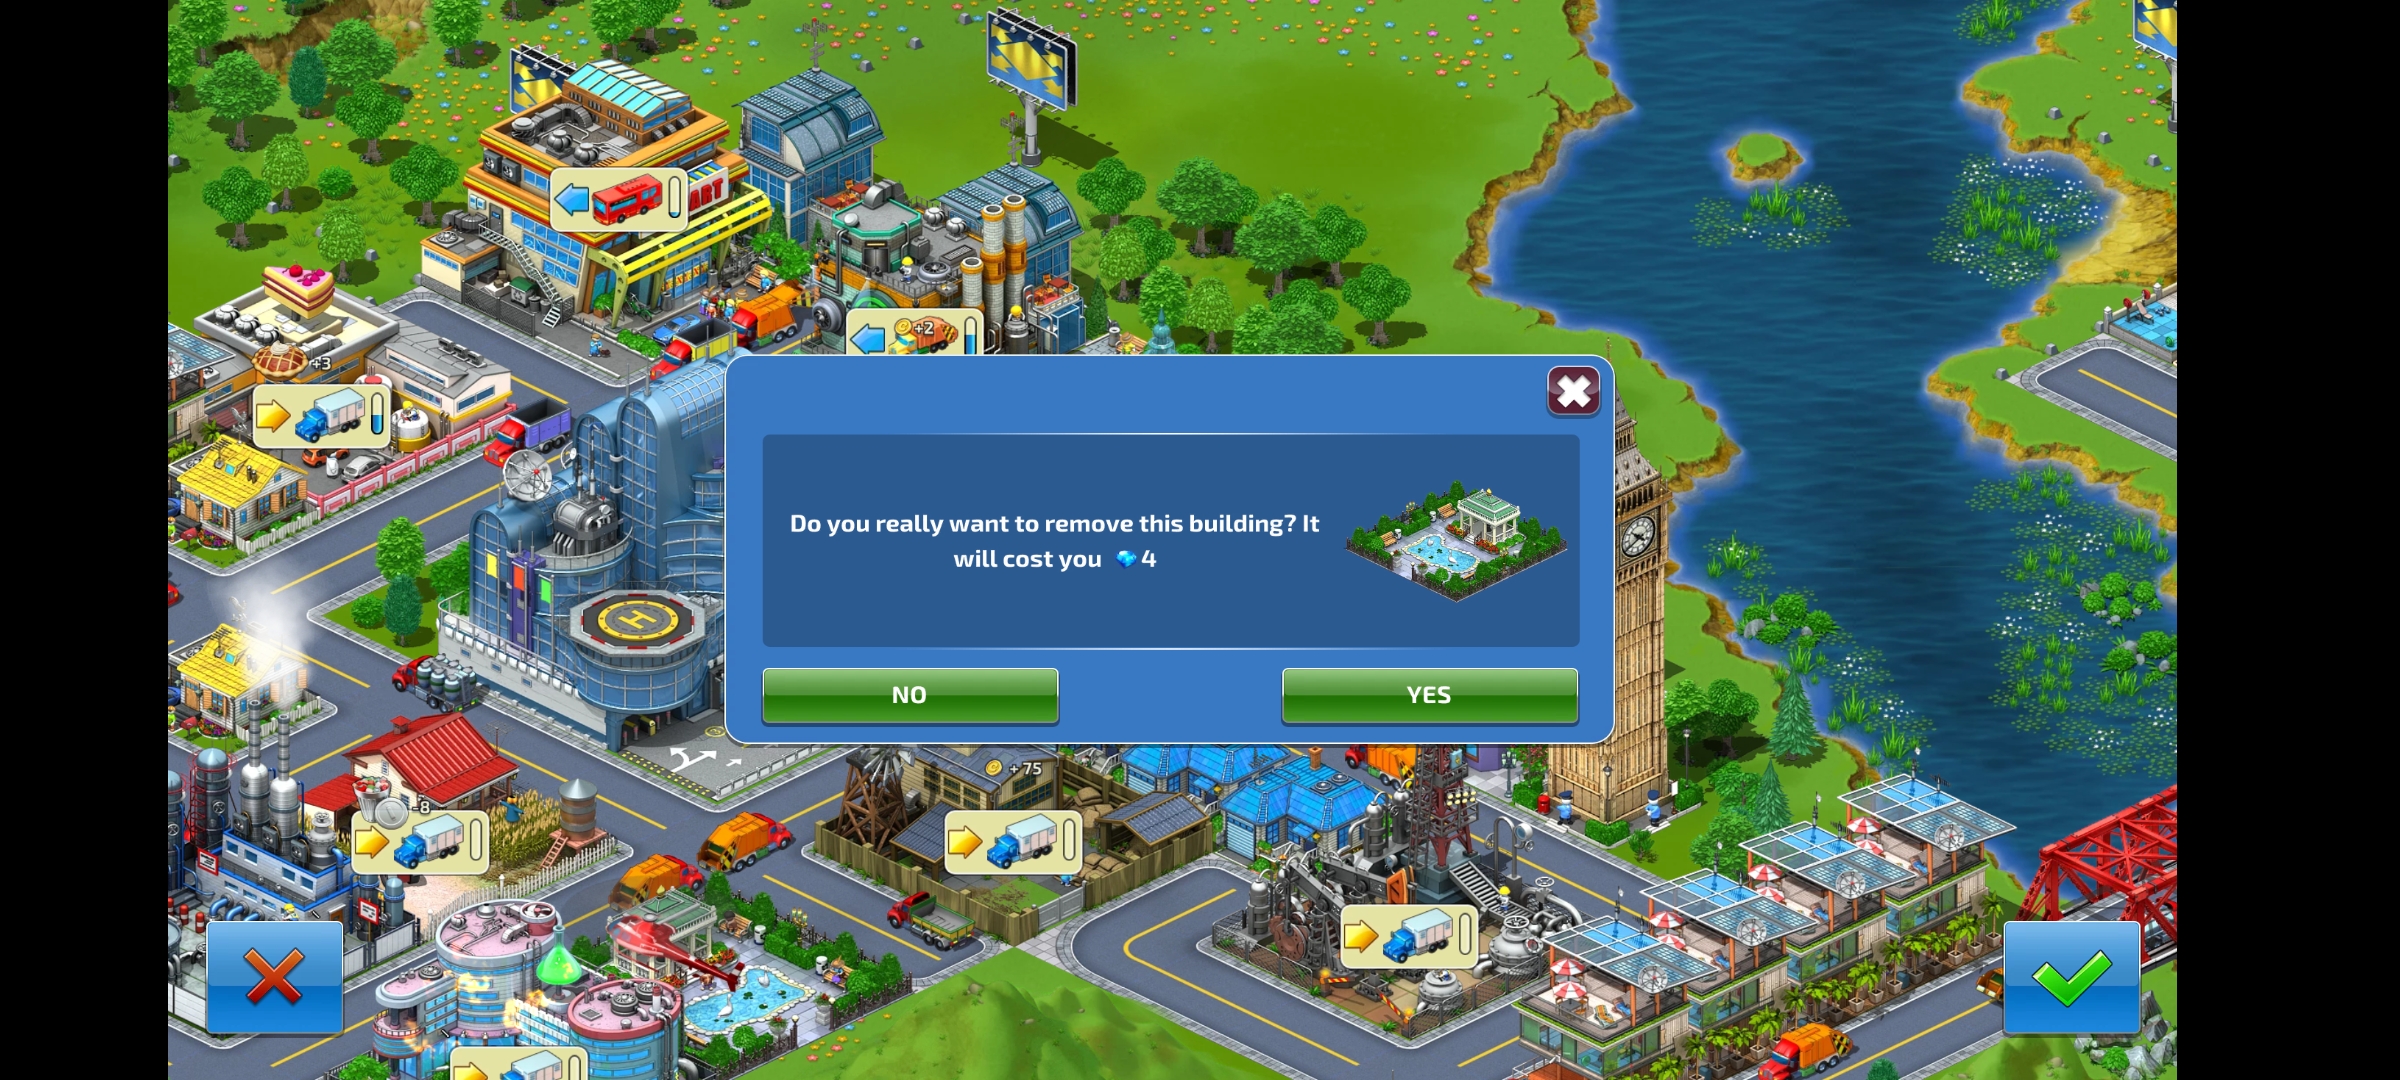 ART
+2
+3
Do you really want to remove this building? It
will cost you 4
H
NO
YES
+75
-8